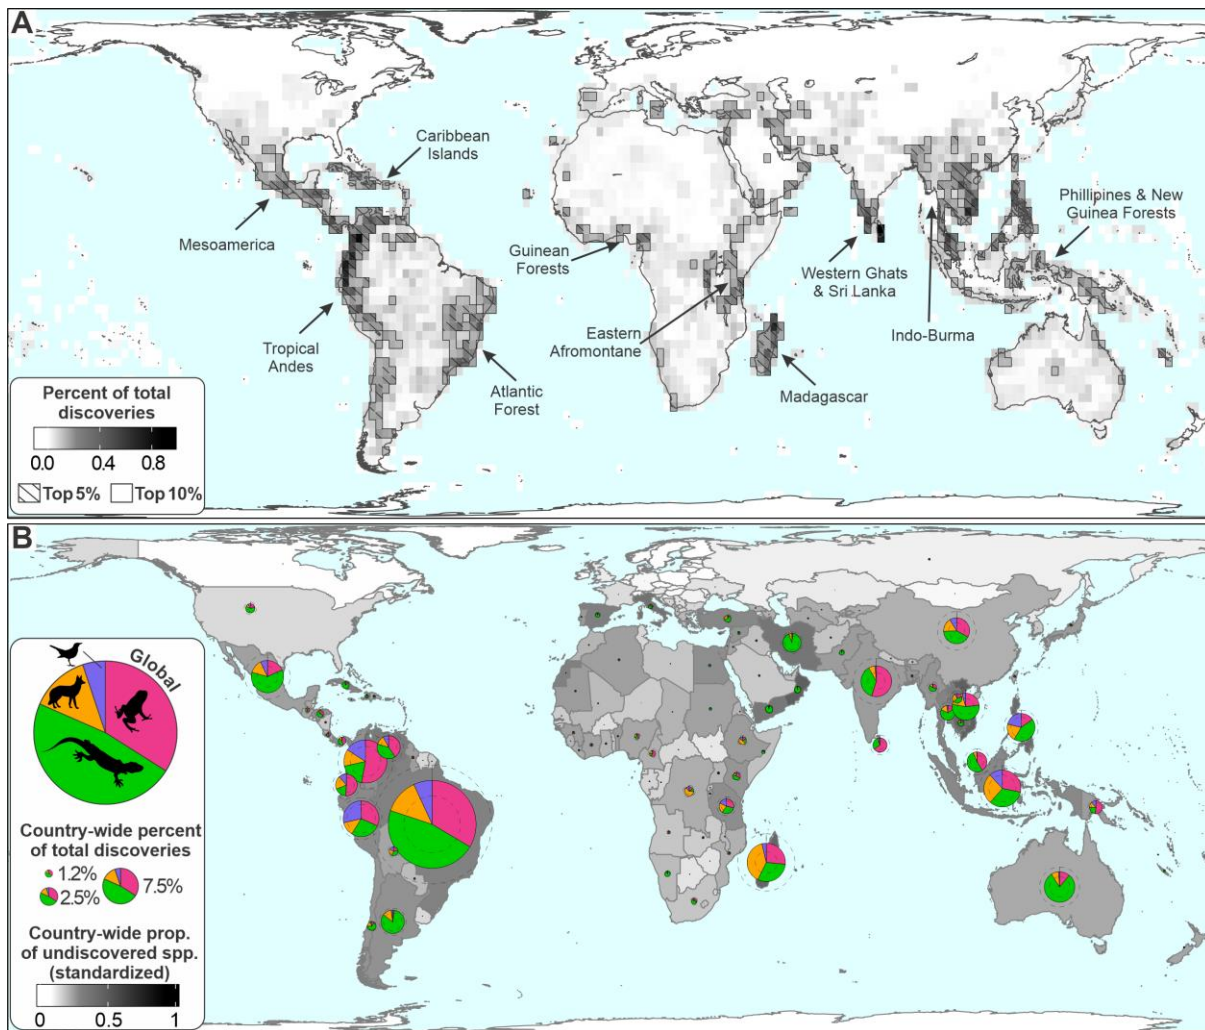 A
Caribbean
Islands
Mesoamerica
Guinean
Forests
Phillipines & New
Guinea Forests
Western Ghats
& Sri Lanka
Indo-Burma
Eastern
Afromontane
Tropical
Andes
Atlantic
Forest
Madagascar
Percent of total
discoveries
0.0 0.4 0.8
Top 5% Top 10%
B
Global
Country-wide percent
of total discoveries
1.2%
2.5%
7.5%
Country-wide prop.
of undiscovered spp.
(standardized)
0 0.5 1